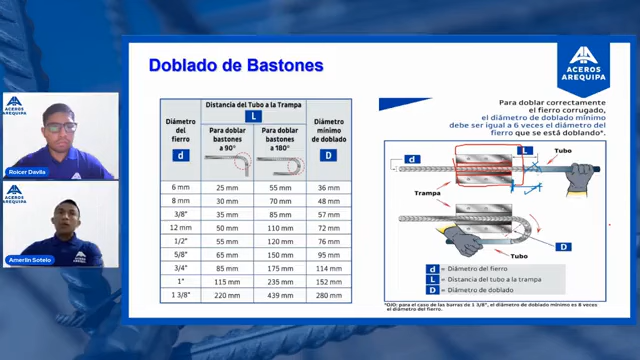 ACEROS
AREQUIPA
Roicer Davila
ACEROS
AREQUIPA
Amerlin Sotelo
Doblado de Bastones
ACEROS
AREQUIPA
Diámetro del fierro
d
Distancia del Tubo a la Trampa
L
Para doblar bastones a 90°
Para doblar bastones a 180°
Diámetro mínimo de doblado
D
6 mm 25 mm 55 mm 36 mm
8 mm 30 mm 70 mm 48 mm
3/8" 35 mm 85 mm 57 mm
12 mm 50 mm 110 mm 72 mm
1/2" 55 mm 120 mm 76 mm
5/8" 65 mm 150 mm 95 mm
3/4" 85 mm 175 mm 114 mm
1" 115 mm 235 mm 152 mm
1 3/8" 220 mm 439 mm 280 mm
Para doblar correctamente
el fierro corrugado,
el diámetro de doblado mínimo
debe ser igual a 6 veces el diámetro del
fierro que se está doblando*.
d
L
Tubo
Trampa
D
Tubo
d = Diámetro del fierro
L = Distancia del tubo a la trampa
D = Diámetro de doblado
*OJO: para el caso de las barras de 1 3/8", el diámetro de doblado mínimo es 8 veces
el diámetro del fierro.